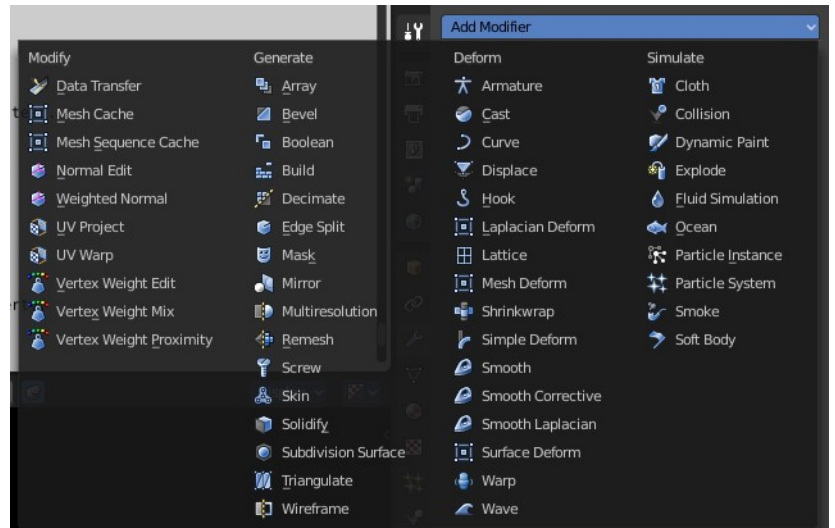 Add Modifier
Modify
Data Transfer
Mesh Cache
Mesh Sequence Cache
Normal Edit
Weighted Normal
UV Project
UV Warp
Vertex Weight Edit
Vertex Weight Mix
Vertex Weight Proximity
Generate
Array
Bevel
Boolean
Build
Decimate
Edge Split
Mask
Mirror
Multiresolution
Remesh
Screw
Skin
Solidify
Subdivision Surface
Triangulate
Wireframe
Deform
Armature
Cast
Curve
Displace
Hook
Laplacian Deform
Lattice
Mesh Deform
Shrinkwrap
Simple Deform
Smooth
Smooth Corrective
Smooth Laplacian
Surface Deform
Warp
Wave
Simulate
Cloth
Collision
Dynamic Paint
Explode
Fluid Simulation
Ocean
Particle Instance
Particle System
Smoke
Soft Body